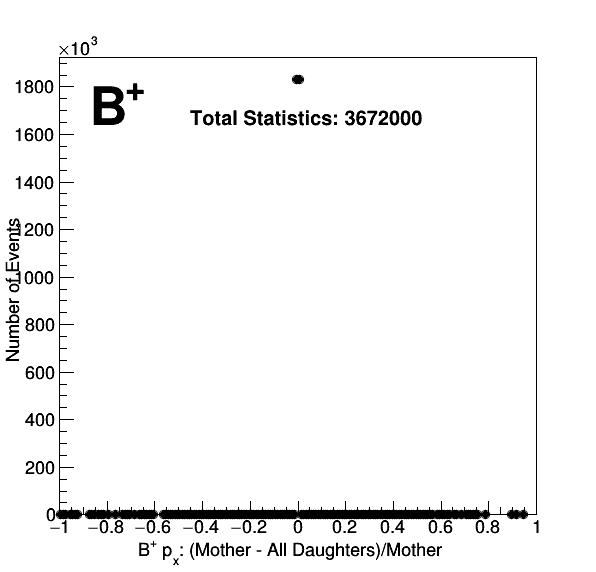 ×10³
1800
1600
1400
1200
1000
800
600
400
200
0
B⁺
Total Statistics: 3672000
Number of Events
−1 −0.8 −0.6 −0.4 −0.2 0 0.2 0.4 0.6 0.8 1
B⁺ pₓ: (Mother - All Daughters)/Mother